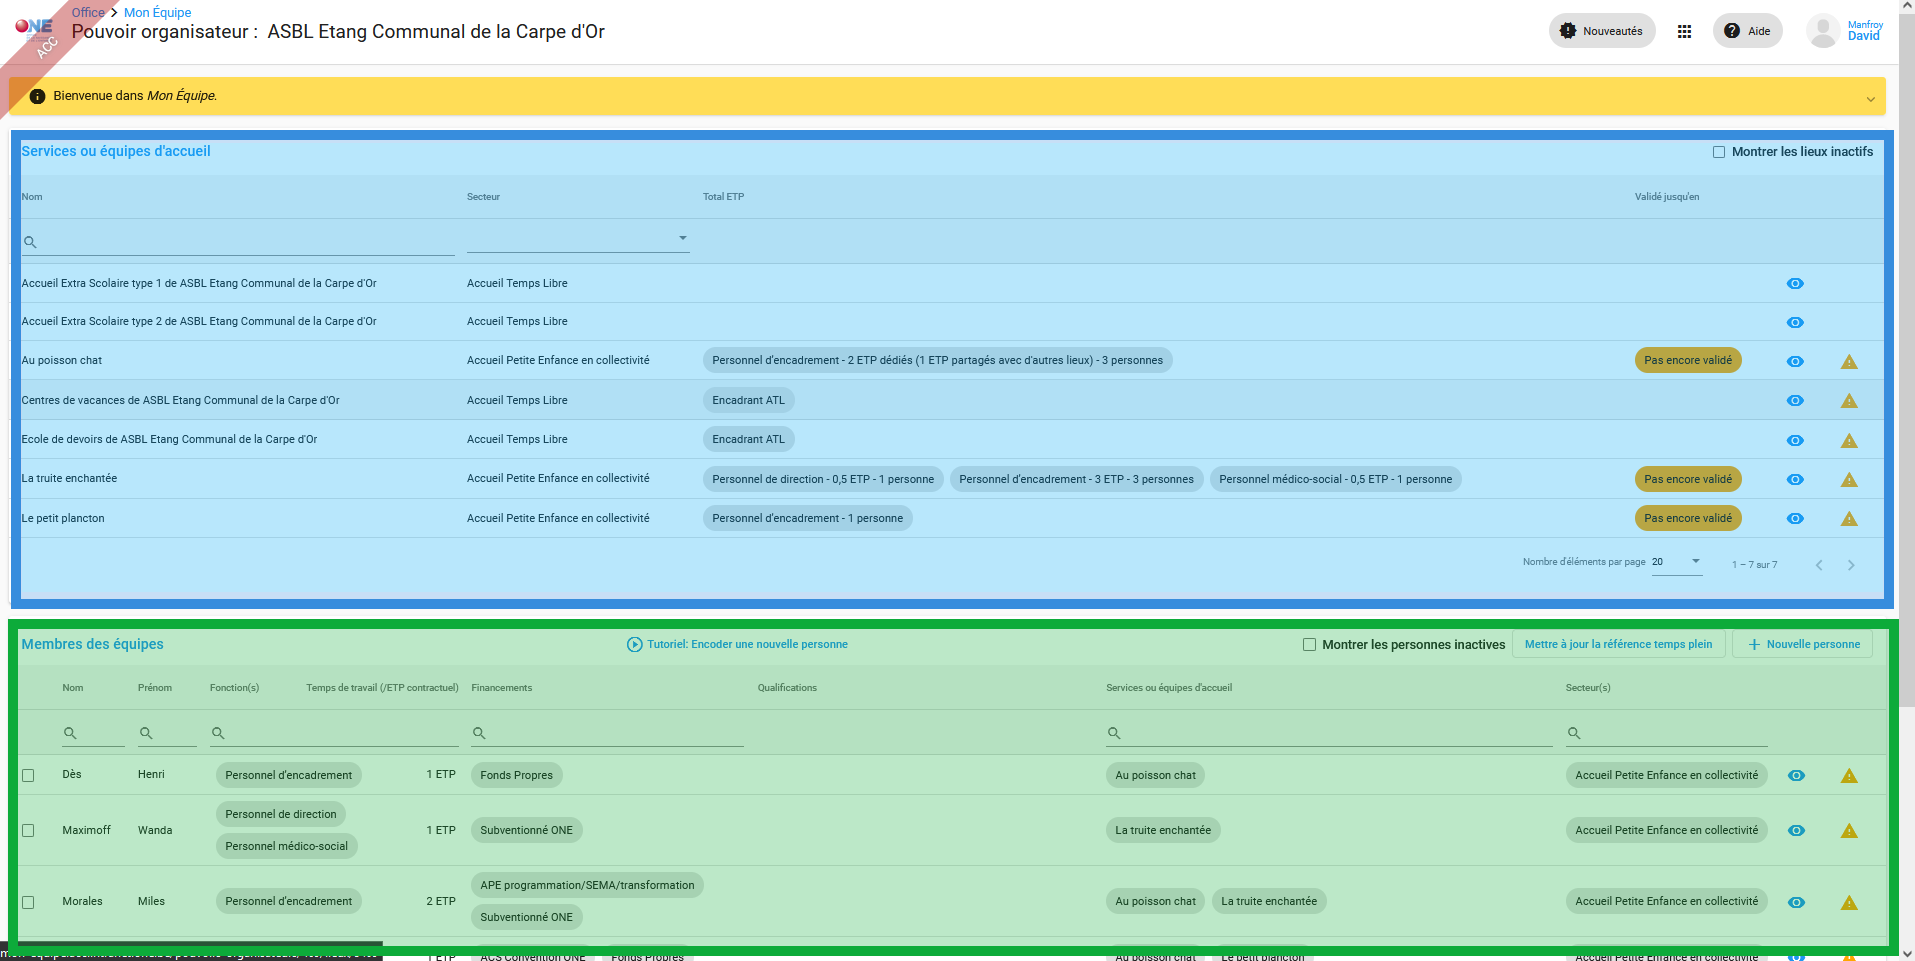 Office > Mon Équipe
ONE
ACC
Pouvoir organisateur : ASBL Etang Communal de la Carpe d'Or
Nouveautés
Aide
Manfroy
David
Bienvenue dans Mon Équipe.
Services ou équipes d'accueil
Montrer les lieux inactifs
Nom Secteur Total ETP Validé jusqu'en
Accueil Extra Scolaire type 1 de ASBL Etang Communal de la Carpe d'Or Accueil Temps Libre
Accueil Extra Scolaire type 2 de ASBL Etang Communal de la Carpe d'Or Accueil Temps Libre
Au poisson chat Accueil Petite Enfance en collectivité Personnel d'encadrement - 2 ETP dédiés (1 ETP partagés avec d'autres lieux) - 3 personnes Pas encore validé
Centres de vacances de ASBL Etang Communal de la Carpe d'Or Accueil Temps Libre Encadrant ATL
Ecole de devoirs de ASBL Etang Communal de la Carpe d'Or Accueil Temps Libre Encadrant ATL
La truite enchantée Accueil Petite Enfance en collectivité Personnel de direction - 0,5 ETP - 1 personne Personnel d'encadrement - 3 ETP - 3 personnes Personnel médico-social - 0,5 ETP - 1 personne Pas encore validé
Le petit plancton Accueil Petite Enfance en collectivité Personnel d'encadrement - 1 personne Pas encore validé
Nombre d'éléments par page 20 1 – 7 sur 7
Membres des équipes Tutoriel: Encoder une nouvelle personne Montrer les personnes inactives Mettre à jour la référence temps plein + Nouvelle personne
Nom Prénom Fonction(s) Temps de travail (/ETP contractuel) Financements Qualifications Services ou équipes d'accueil Secteur(s)
Dès Henri Personnel d'encadrement 1 ETP Fonds Propres Au poisson chat Accueil Petite Enfance en collectivité
Personnel de direction
Maximoff Wanda 1 ETP Subventionné ONE La truite enchantée Accueil Petite Enfance en collectivité
Personnel médico-social
APE programmation/SEMA/transformation
Morales Miles Personnel d'encadrement 2 ETP Au poisson chat La truite enchantée Accueil Petite Enfance en collectivité
Subventionné ONE
1 ETP ACS Convention ONE Fonds Propres Au poisson chat Le petit plancton Accueil Petite Enfance en collectivité